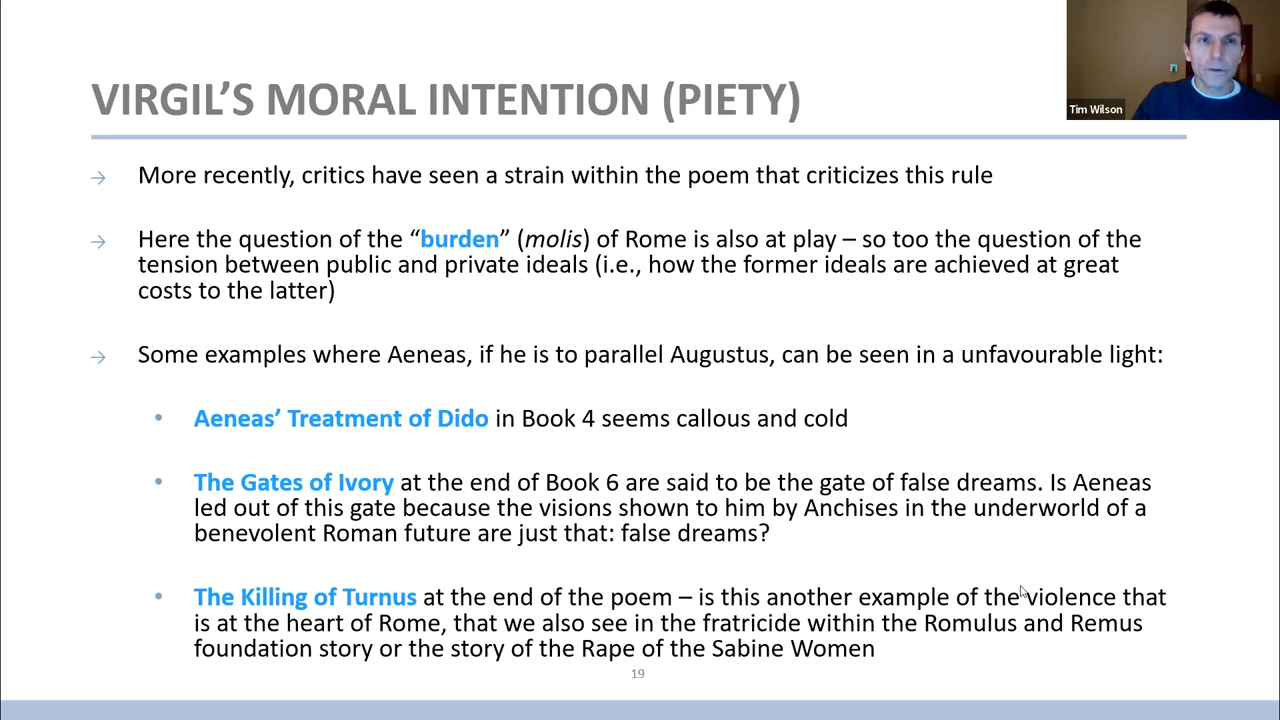 VIRGIL'S MORAL INTENTION (PIETY)
Tim Wilson
→ More recently, critics have seen a strain within the poem that criticizes this rule
→ Here the question of the “burden” (molis) of Rome is also at play – so too the question of the
tension between public and private ideals (i.e., how the former ideals are achieved at great
costs to the latter)
→ Some examples where Aeneas, if he is to parallel Augustus, can be seen in a unfavourable light:
• Aeneas’ Treatment of Dido in Book 4 seems callous and cold
• The Gates of Ivory at the end of Book 6 are said to be the gate of false dreams. Is Aeneas
led out of this gate because the visions shown to him by Anchises in the underworld of a
benevolent Roman future are just that: false dreams?
• The Killing of Turnus at the end of the poem – is this another example of the violence that
is at the heart of Rome, that we also see in the fratricide within the Romulus and Remus
foundation story or the story of the Rape of the Sabine Women
19